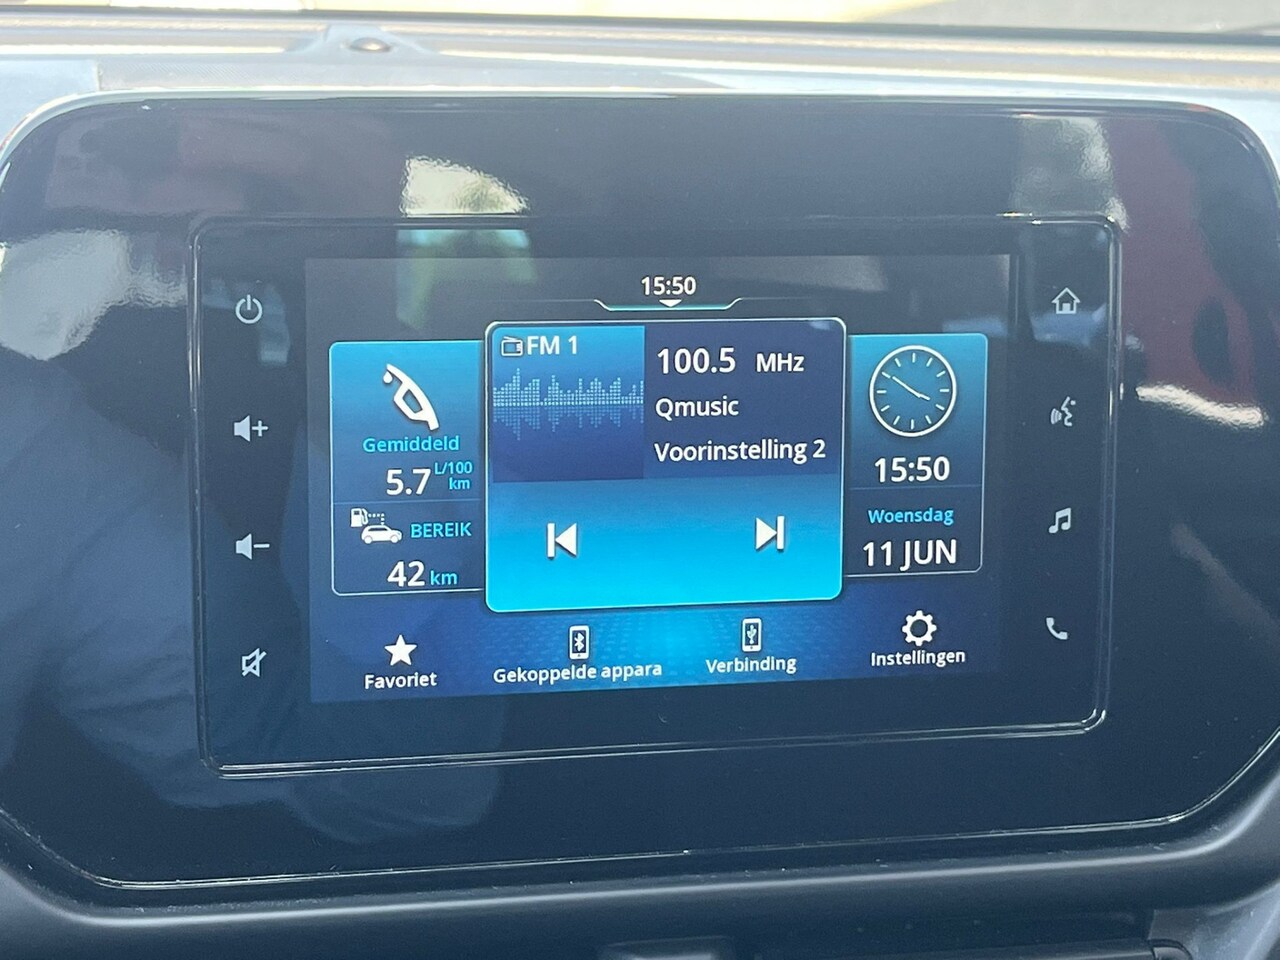 15:50
FM 1
100.5 MHz
Qmusic
Voorinstelling 2
Gemiddeld
5.7 L/100 km
BEREIK
42 km
15:50
Woensdag
11 JUN
Favoriet
Gekoppelde appara
Verbinding
Instellingen